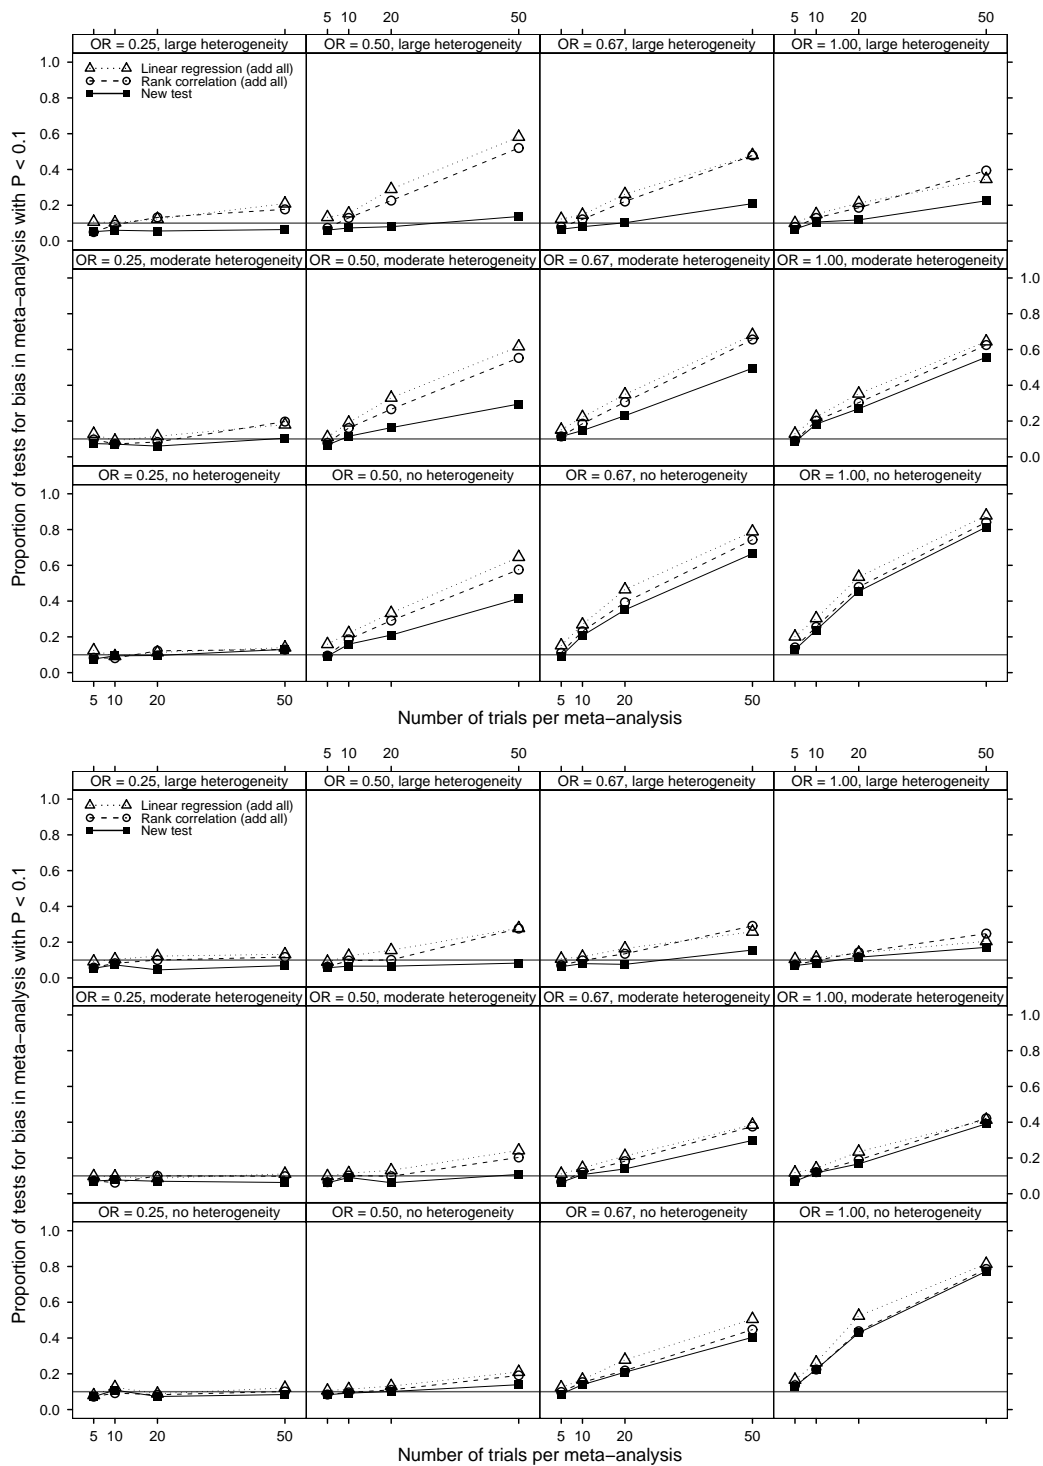 5 10 20 50
OR = 0.25, large heterogeneity OR = 0.50, large heterogeneity OR = 0.67, large heterogeneity OR = 1.00, large heterogeneity
1.0
Linear regression (add all)
Rank correlation (add all)
New test
0.8
0.6
0.4
0.2
0.0
Proportion of tests for bias in meta−analysis with P < 0.1
OR = 0.25, moderate heterogeneity OR = 0.50, moderate heterogeneity OR = 0.67, moderate heterogeneity OR = 1.00, moderate heterogeneity
1.0
0.8
0.6
0.4
0.2
0.0
OR = 0.25, no heterogeneity OR = 0.50, no heterogeneity OR = 0.67, no heterogeneity OR = 1.00, no heterogeneity
1.0
0.8
0.6
0.4
0.2
0.0
5 10 20 50 5 10 20 50
Number of trials per meta−analysis
5 10 20 50 5 10 20 50
OR = 0.25, large heterogeneity OR = 0.50, large heterogeneity OR = 0.67, large heterogeneity OR = 1.00, large heterogeneity
1.0
Linear regression (add all)
Rank correlation (add all)
New test
0.8
0.6
0.4
0.2
0.0
Proportion of tests for bias in meta−analysis with P < 0.1
OR = 0.25, moderate heterogeneity OR = 0.50, moderate heterogeneity OR = 0.67, moderate heterogeneity OR = 1.00, moderate heterogeneity
1.0
0.8
0.6
0.4
0.2
0.0
OR = 0.25, no heterogeneity OR = 0.50, no heterogeneity OR = 0.67, no heterogeneity OR = 1.00, no heterogeneity
1.0
0.8
0.6
0.4
0.2
0.0
5 10 20 50 5 10 20 50
Number of trials per meta−analysis